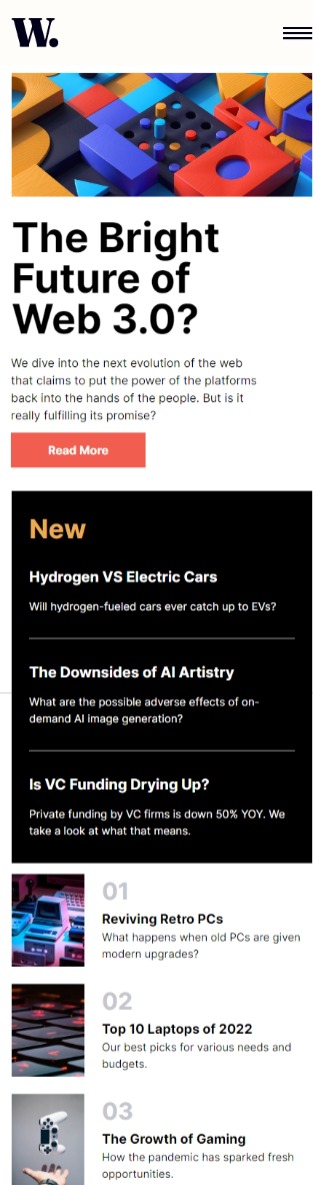 W.
The Bright
Future of
Web 3.0?
We dive into the next evolution of the web
that claims to put the power of the platforms
back into the hands of the people. But is it
really fulfilling its promise?
Read More
New
Hydrogen VS Electric Cars
Will hydrogen-fueled cars ever catch up to EVs?
The Downsides of AI Artistry
What are the possible adverse effects of on-
demand AI image generation?
Is VC Funding Drying Up?
Private funding by VC firms is down 50% YOY. We
take a look at what that means.
01
Reviving Retro PCs
What happens when old PCs are given
modern upgrades?
02
Top 10 Laptops of 2022
Our best picks for various needs and
budgets.
03
The Growth of Gaming
How the pandemic has sparked fresh
opportunities.